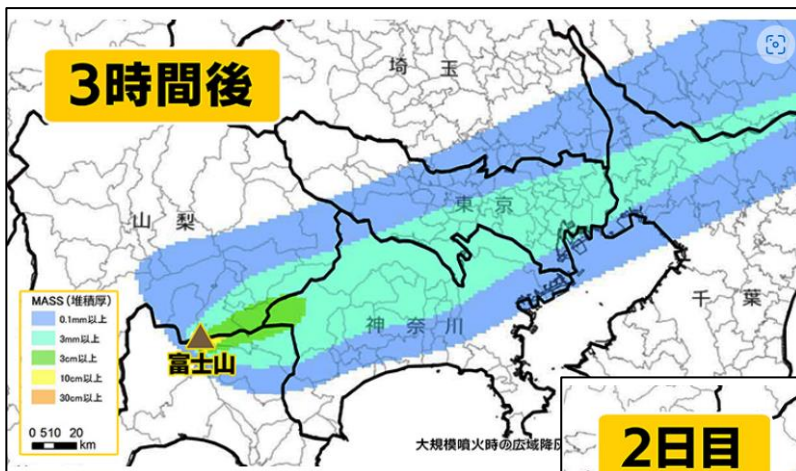 3時間後
埼玉
東京
山梨
千葉
神奈川
富士山
MASS (堆積厚)
0.1mm以上
3mm以上
3cm以上
10cm以上
30cm以上
0 5 10 20
km
大規模噴火時の広域降
2日目